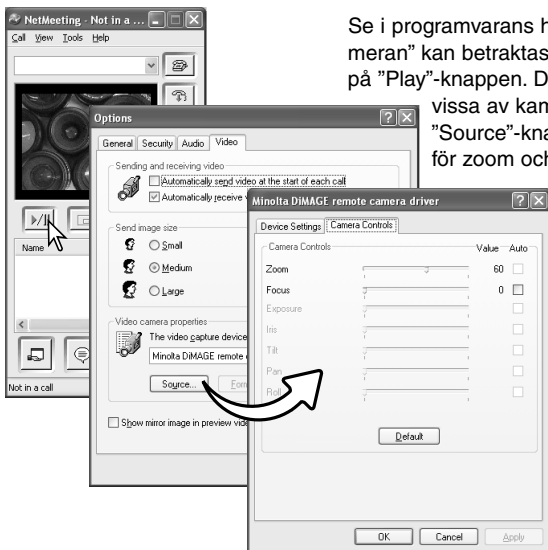 NetMeeting - Not in a ...
Call View Tools Help
Name
Not in a call
Se i programvarans
meran” kan betraktas
på ”Play”-knappen. D
vissa av kam
”Source”-kna
för zoom och
Options
General Security Audio Video
Sending and receiving video
Automatically send video at the start of each call
Automatically receive
Send image size
Small
Medium
Large
Video camera properties
The video capture device
Minolta DiMAGE remote
Source...
Show mirror image in preview vide
Minolta DiMAGE remote camera driver
Device Settings Camera Controls
Camera Controls Value Auto
Zoom 60
Focus 0
Exposure
Iris
Tilt
Pan
Roll
Default
OK Cancel Apply